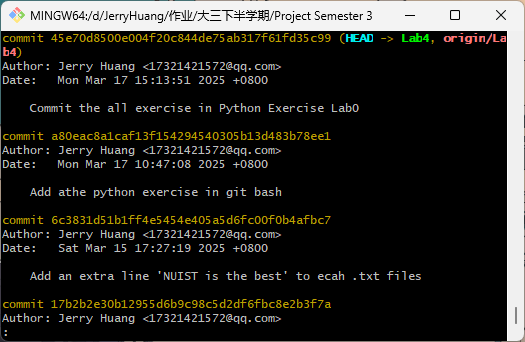 MINGW64:/d/JerryHuang/作业/大三下半学期/Project Semester 3
commit 45e70d8500e004f20c844de75ab317f61fd35c99 (HEAD -> Lab4, origin/La
b4)
Author: Jerry Huang <17321421572@qq.com>
Date:   Mon Mar 17 15:13:51 2025 +0800
    Commit the all exercise in Python Exercise Lab0
commit a80eac8a1caf13f154294540305b13d483b78ee1
Author: Jerry Huang <17321421572@qq.com>
Date:   Mon Mar 17 10:47:08 2025 +0800
    Add athe python exercise in git bash
commit 6c3831d51b1ff4e5454e405a5d6fc00f0b4afbc7
Author: Jerry Huang <17321421572@qq.com>
Date:   Sat Mar 15 17:27:19 2025 +0800
    Add an extra line 'NUIST is the best' to ecah .txt files
commit 17b2b2e30b12955d6b9c98c5d2df6fbc8e2b3f7a
Author: Jerry Huang <17321421572@qq.com>
: